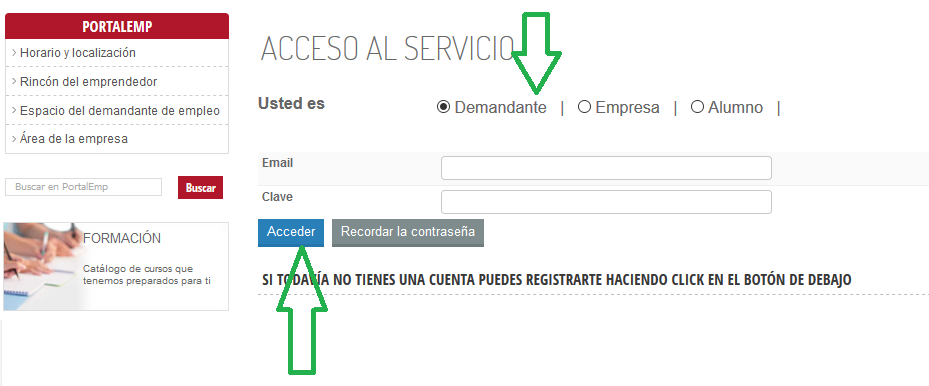 PORTALEMP
> Horario y localización
> Rincón del emprendedor
> Espacio del demandante de empleo
> Área de la empresa
Buscar en PortalEmp Buscar
FORMACIÓN
Catálogo de cursos que
tenemos preparados para ti
ACCESO AL SERVICIO
Usted es Demandante | Empresa | Alumno |
Email
Clave
Acceder Recordar la contraseña
SI TODAVÍA NO TIENES UNA CUENTA PUEDES REGISTRARTE HACIENDO CLICK EN EL BOTÓN DE DEBAJO